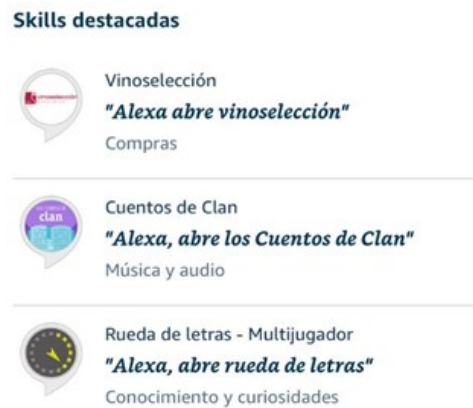 Skills destacadas
Vinoselección
"Alexa abre vinoselección"
Compras
clan
Cuentos de Clan
"Alexa, abre los Cuentos de Clan"
Música y audio
Rueda de letras - Multijugador
"Alexa, abre rueda de letras"
Conocimiento y curiosidades